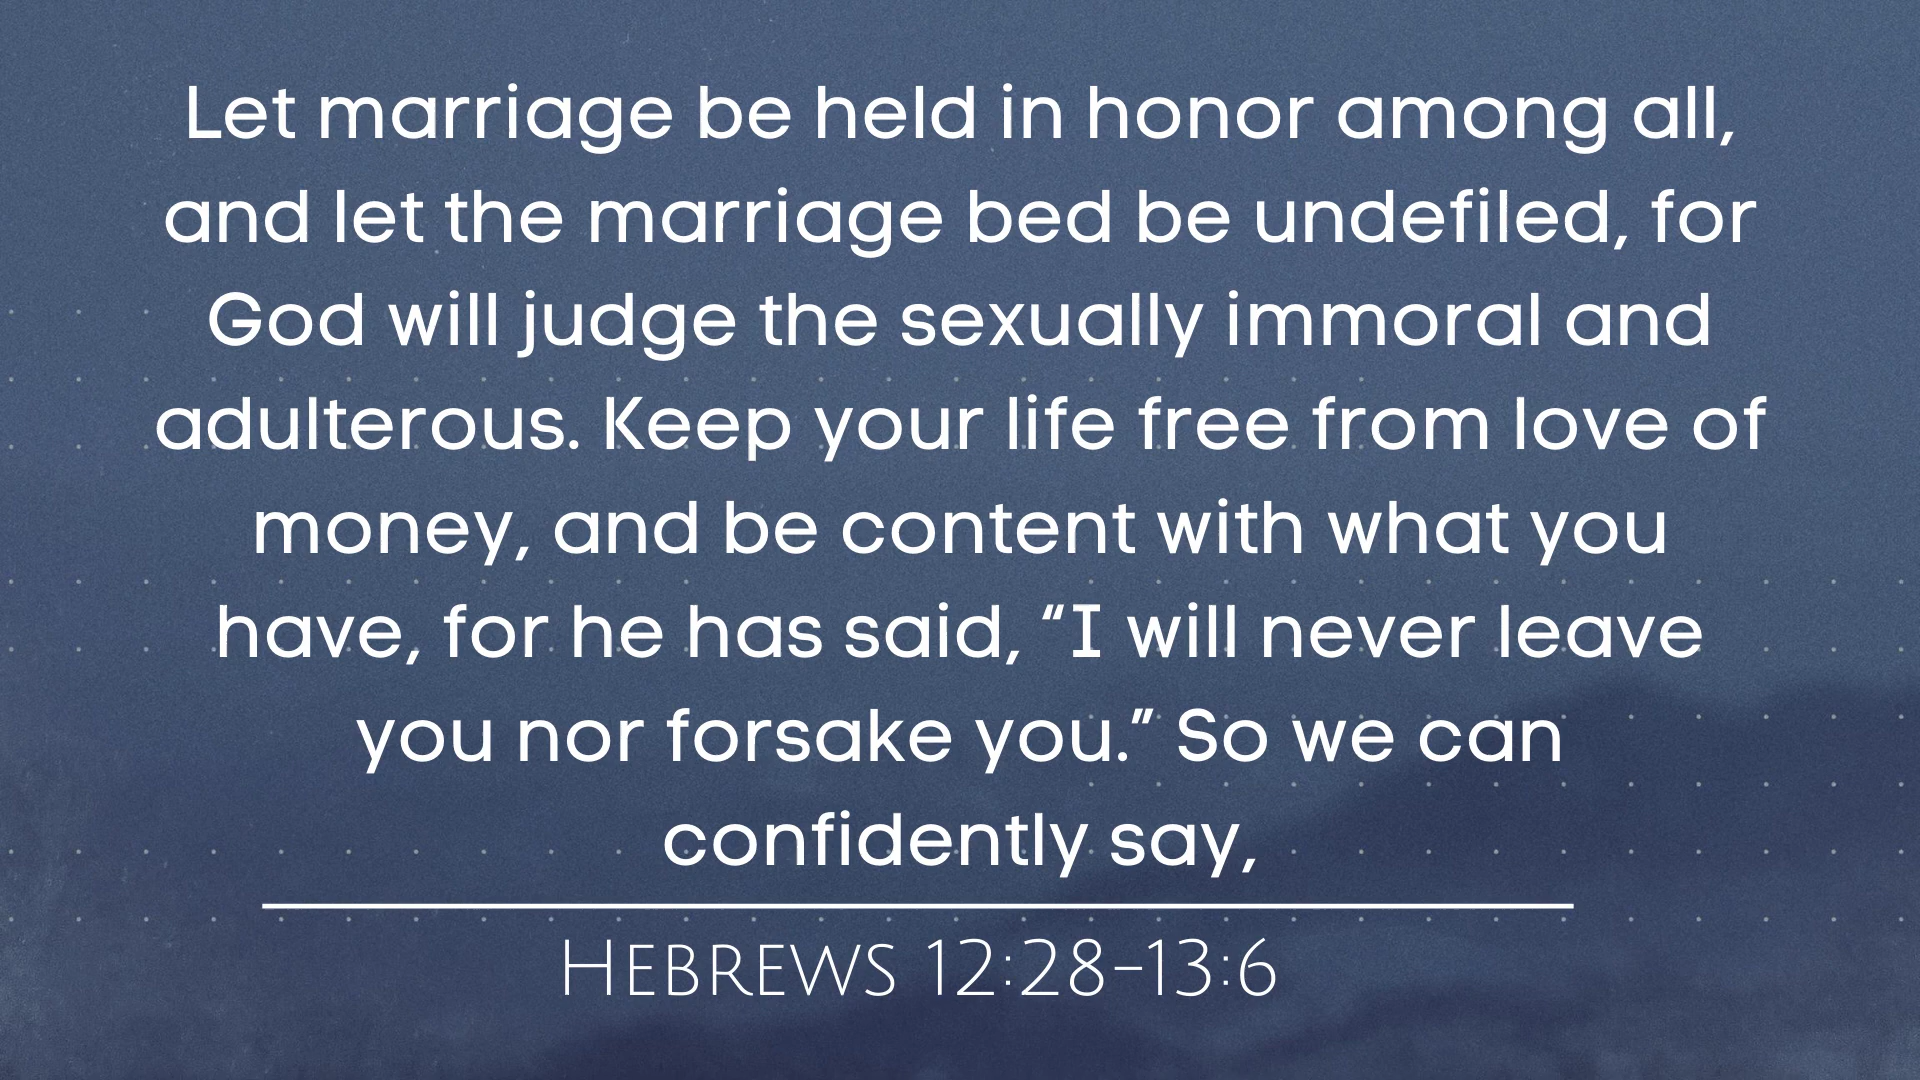 Let marriage be held in honor among all,
and let the marriage bed be undefiled, for
God will judge the sexually immoral and
adulterous. Keep your life free from love of
money, and be content with what you
have, for he has said, “I will never leave
you nor forsake you.” So we can
confidently say,
Hebrews 12:28-13:6